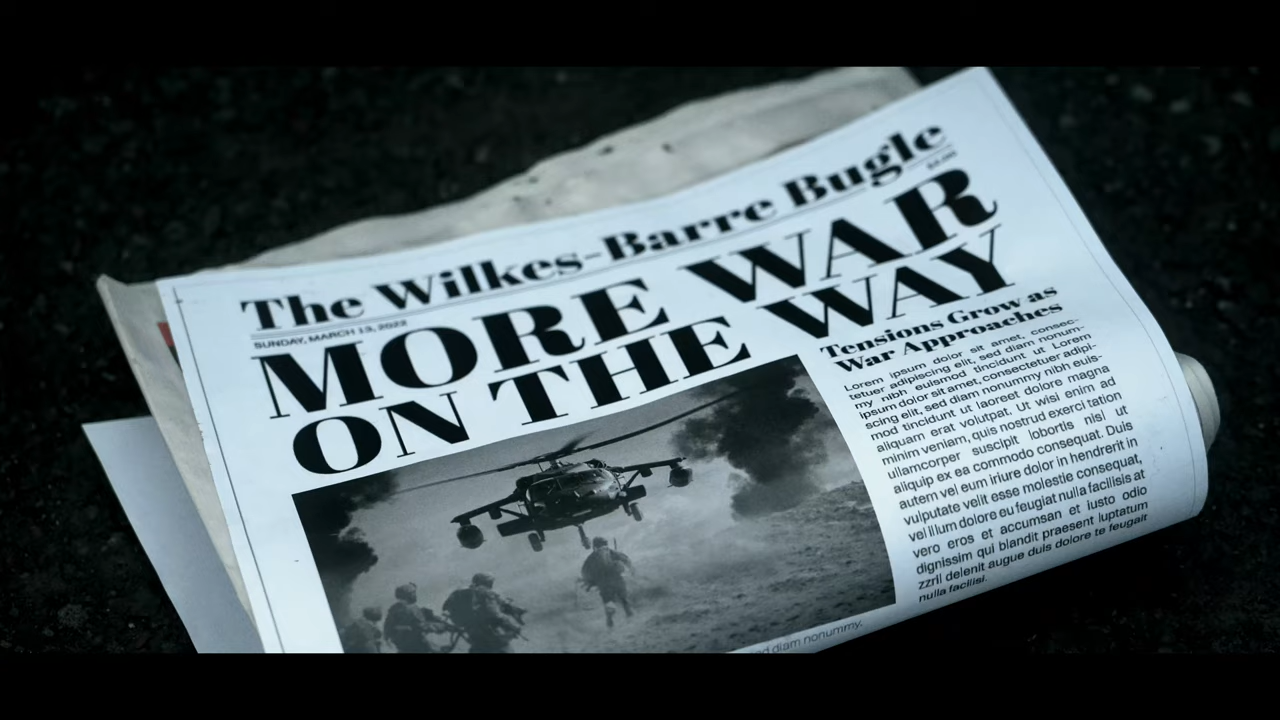 The Wilkes-Barre Bugle
SUNDAY, MARCH 13, 2022
MORE WAR
ON THE WAY
Tensions Grow as
War Approaches
Lorem ipsum dolor sit amet, consec-
tetuer adipiscing elit, sed diam nonum-
my nibh euismod tincidunt ut Lorem
ipsum dolor sit amet, consectetuer adipi-
scing elit, sed diam nonummy nibh euis-
mod tincidunt ut laoreet dolore magna
aliquam erat volutpat. Ut wisi enim ad
minim veniam, quis nostrud exerci tation
ullamcorper suscipit lobortis nisl ut
aliquip ex ea commodo consequat. Duis
autem vel eum iriure dolor in hendrerit in
vulputate velit esse molestie consequat,
vel illum dolore eu feugiat nulla facilisis at
vero eros et accumsan et iusto odio
dignissim qui blandit praesent luptatum
zzril delenit augue duis dolore te feugait
nulla facilisi.
diam nonummy,